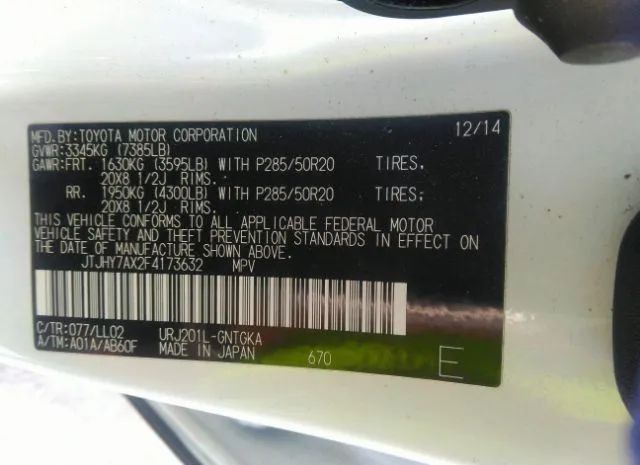 MFD.BY:TOYOTA MOTOR CORPORATION 12/14
GVWR:3345KG (7385LB)
GAWR:FRT. 1630KG (3595LB) WITH P285/50R20 TIRES,
20X8 1/2J RIMS,
RR. 1950KG (4300LB) WITH P285/50R20 TIRES,
20X8 1/2J RIMS.
THIS VEHICLE CONFORMS TO ALL APPLICABLE FEDERAL MOTOR
VEHICLE SAFETY AND THEFT PREVENTION STANDARDS IN EFFECT ON
THE DATE OF MANUFACTURE SHOWN ABOVE.
JTJHY7AX2F4173632 MPV
C/TR:077/LL02 URJ201L-GNTGKA
A/TM:A01A/AB60F MADE IN JAPAN 670 E